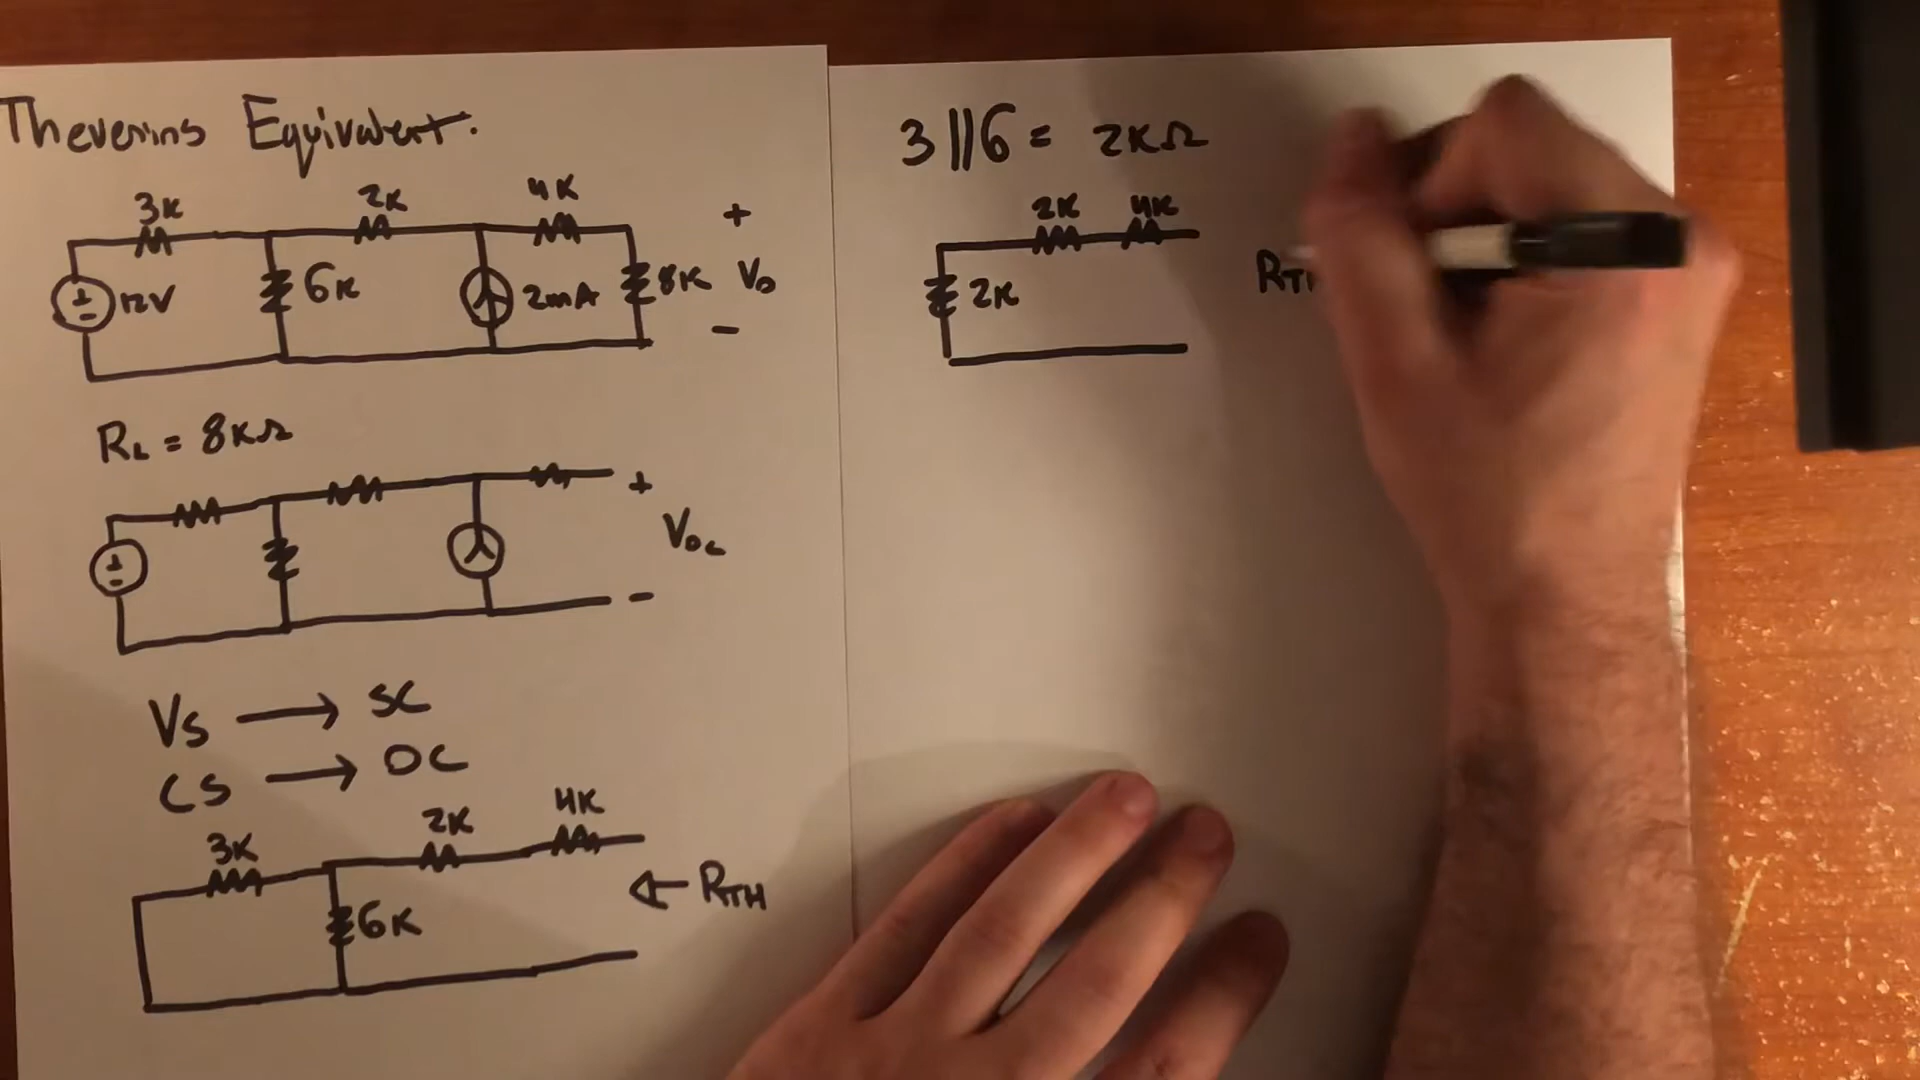 Thevenins Equivalent.
3K 2K 4K
+
12V 6K 2mA 8K Vo
-
RL = 8KΩ
+
Voc
-
Vs → SC
CS → OC
3K 2K 4K
6K ← RTH
3||6 = 2KΩ
2K 4K
2K